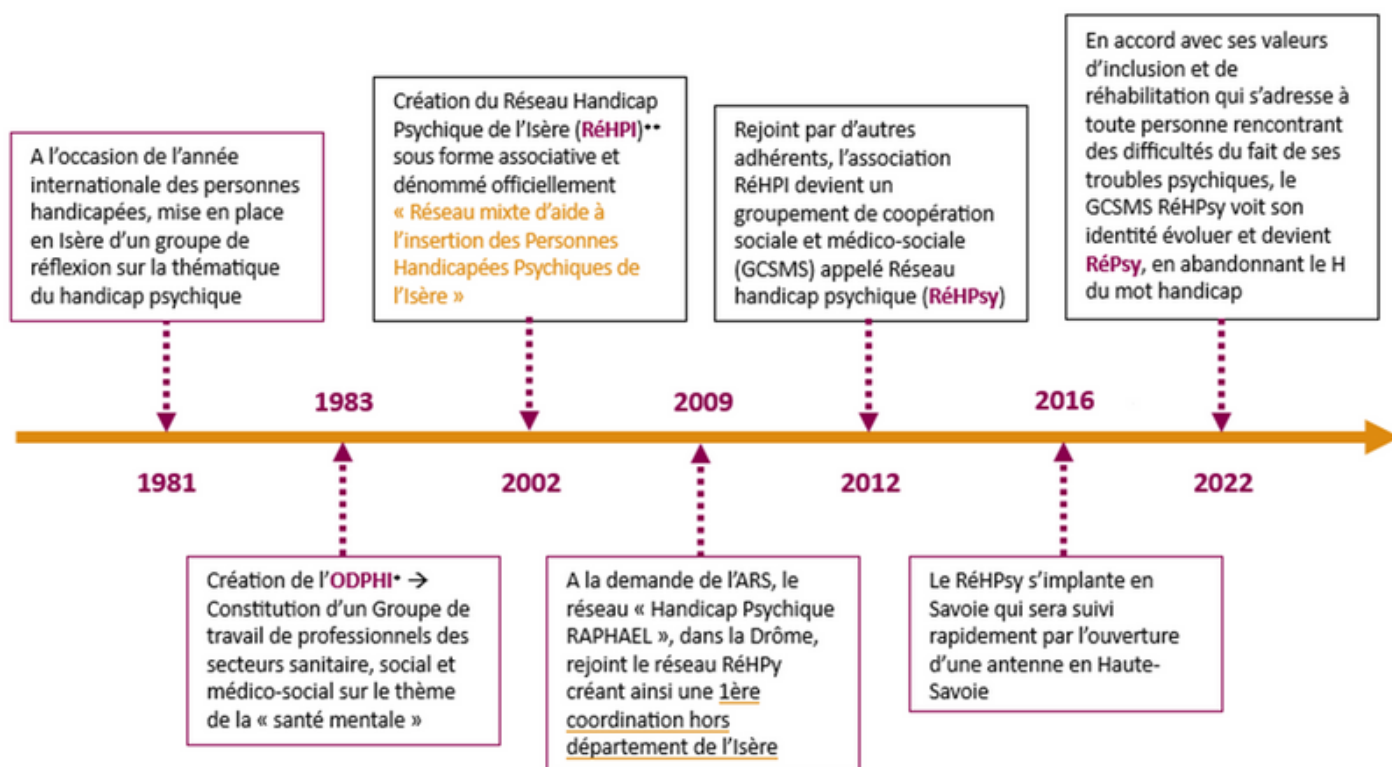 A l’occasion de l’année
internationale des personnes
handicapées, mise en place
en Isère d’un groupe de
réflexion sur la thématique
du handicap psychique
Création du Réseau Handicap
Psychique de l’Isère (RéHPI)**
sous forme associative et
dénommé officiellement
« Réseau mixte d’aide à
l’insertion des Personnes
Handicapées Psychiques de
l’Isère »
Rejoint par d’autres
adhérents, l’association
RéHPI devient un
groupement de coopération
sociale et médico-sociale
(GCSMS) appelé Réseau
handicap psychique (RéHPsy)
En accord avec ses valeurs
d’inclusion et de
réhabilitation qui s’adresse à
toute personne rencontrant
des difficultés du fait de ses
troubles psychiques, le
GCSMS RéHPsy voit son
identité évoluer et devient
RéPsy, en abandonnant le H
du mot handicap
1983
2009
2016
1981
2002
2012
2022
Création de l’ODPHI* →
Constitution d’un Groupe de
travail de professionnels des
secteurs sanitaire, social et
médico-social sur le thème
de la « santé mentale »
A la demande de l’ARS, le
réseau « Handicap Psychique
RAPHAEL », dans la Drôme,
rejoint le réseau RéHPy
créant ainsi une 1ère
coordination hors
département de l’Isère
Le RéHPsy s’implante en
Savoie qui sera suivi
rapidement par l’ouverture
d’une antenne en Haute-
Savoie